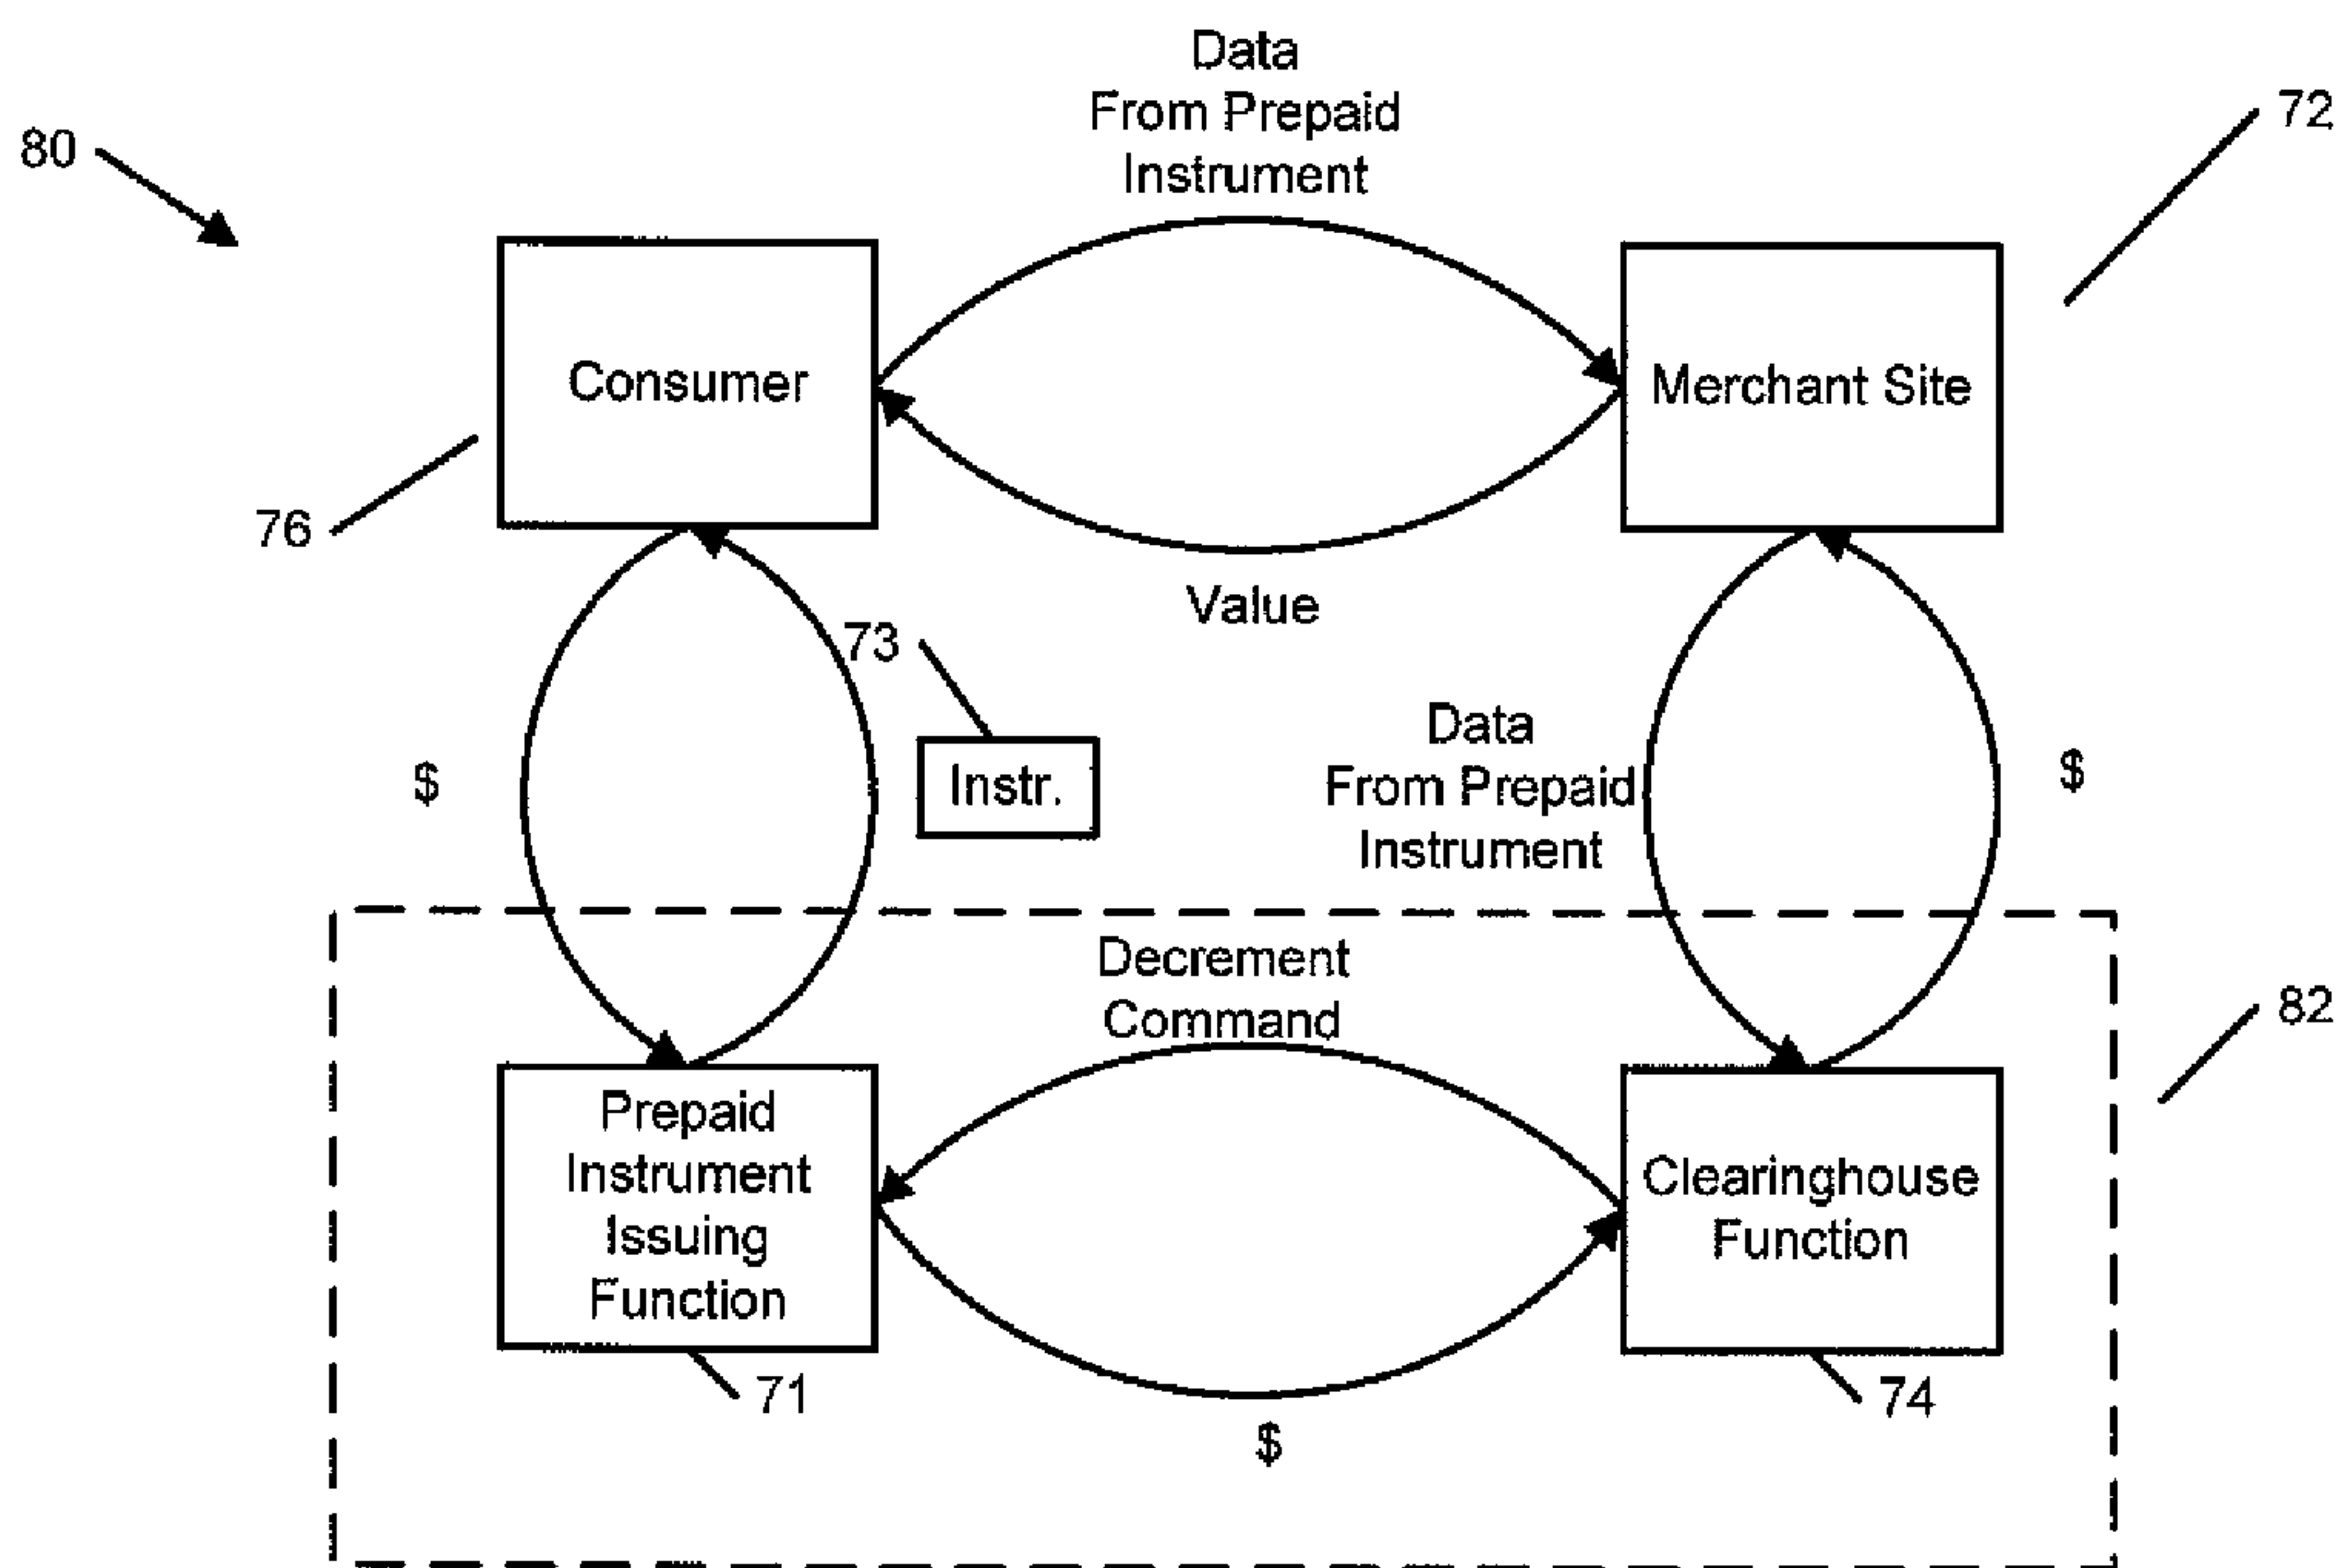 Data
From Prepaid
Instrument
72
80
Consumer
Merchant Site
76
Value
73
Data
From Prepaid
Instrument
$
Instr.
$
Decrement
Command
82
Prepaid
Instrument
Issuing
Function
Clearinghouse
Function
71
74
$